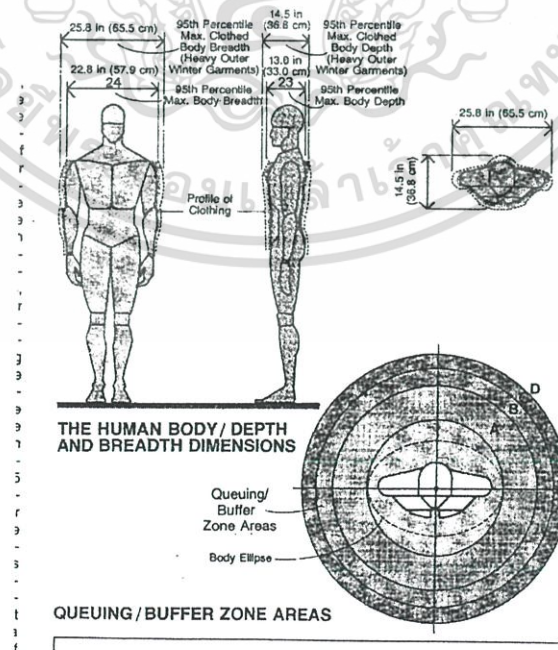 25.8 in (65.5 cm)
95th Percentile
Max. Clothed
Body Breadth
(Heavy Outer
Winter Garments)
22.8 in (57.9 cm)
24
95th Percentile
Max. Body Breadth
14.5 in
(36.8 cm)
95th Percentile
Max. Clothed
Body Depth
(Heavy Outer
Winter Garments)
13.0 in
(33.0 cm)
23
95th Percentile
Max. Body Depth
25.8 in (65.5 cm)
14.5 in
(36.8 cm)
Profile of
Clothing
THE HUMAN BODY / DEPTH
AND BREADTH DIMENSIONS
D
B
A
Queuing/
Buffer
Zone Areas
Body Ellipse
QUEUING / BUFFER ZONE AREAS